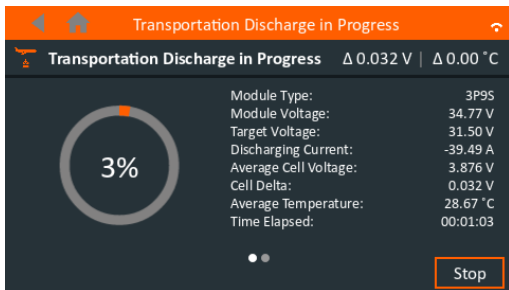 Transportation Discharge in Progress
Transportation Discharge in Progress Δ 0.032 V | Δ 0.00 °C
Module Type: 3P9S
Module Voltage: 34.77 V
Target Voltage: 31.50 V
Discharging Current: -39.49 A
Average Cell Voltage: 3.876 V
Cell Delta: 0.032 V
Average Temperature: 28.67 °C
Time Elapsed: 00:01:03
3%
Stop